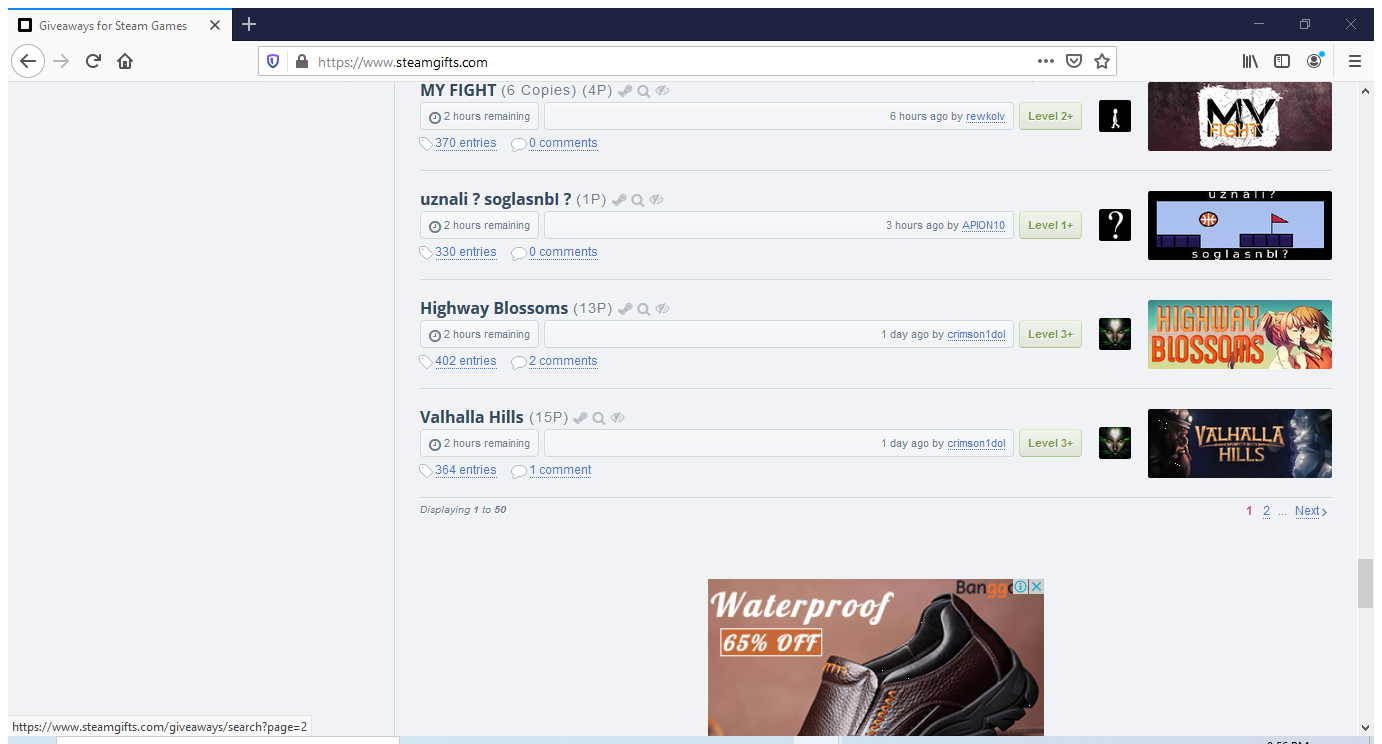 Giveaways for Steam Games
https://www.steamgifts.com
MY FIGHT (6 Copies) (4P)
2 hours remaining
6 hours ago by rewkolv
Level 2+
MY
FIGHT
370 entries
0 comments
uznali ? soglasnbI ? (1P)
2 hours remaining
3 hours ago by APION10
Level 1+
?
uznali?
soglasnbl?
330 entries
0 comments
Highway Blossoms (13P)
2 hours remaining
1 day ago by crimson1dol
Level 3+
HIGHWAY
BLOSSOMS
402 entries
2 comments
Valhalla Hills (15P)
2 hours remaining
1 day ago by crimson1dol
Level 3+
VALHALLA
HILLS
364 entries
1 comment
Displaying 1 to 50
1 2 ... Next
Waterproof
65% OFF
https://www.steamgifts.com/giveaways/search?page=2